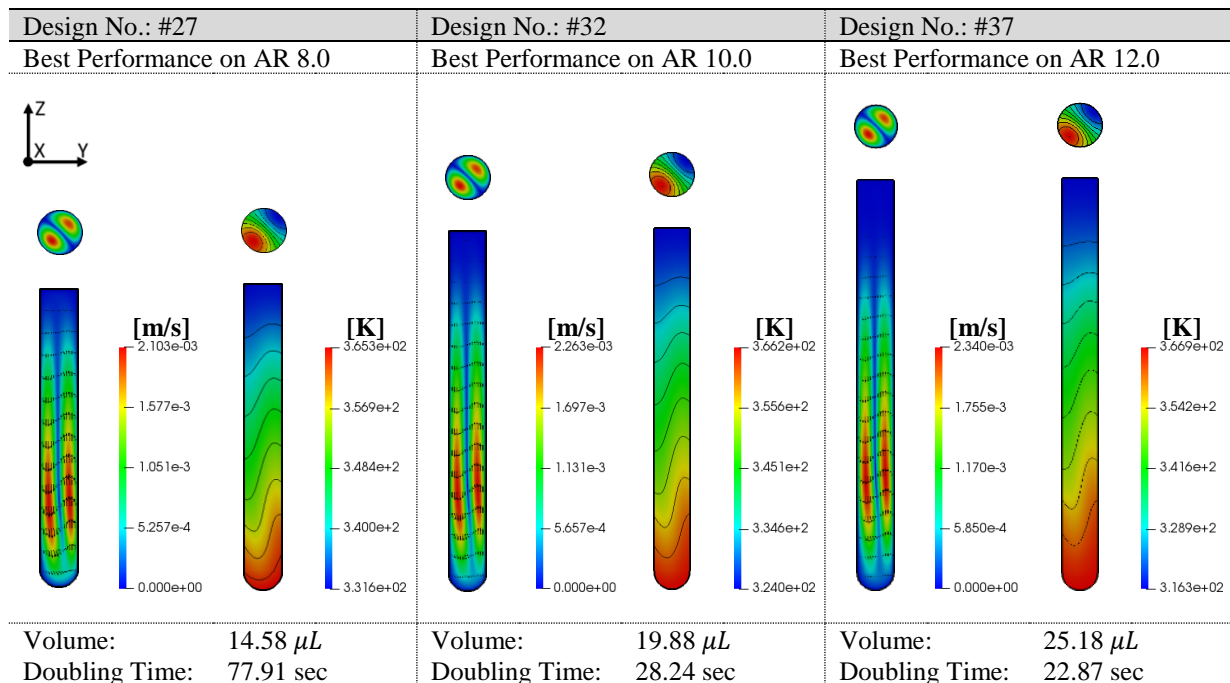 Design No.: #27
Best Performance on AR 8.0
Z
X Y
[m/s] [K]
2.103e-03 3.653e+02
1.577e-3 3.569e+2
1.051e-3 3.484e+2
5.257e-4 3.400e+2
0.000e+00 3.316e+02
Volume: 14.58 𝜇𝐿
Doubling Time: 77.91 sec
Design No.: #32
Best Performance on AR 10.0
[m/s] [K]
2.263e-03 3.662e+02
1.697e-3 3.556e+2
1.131e-3 3.451e+2
5.657e-4 3.346e+2
0.000e+00 3.240e+02
Volume: 19.88 𝜇𝐿
Doubling Time: 28.24 sec
Design No.: #37
Best Performance on AR 12.0
[m/s] [K]
2.340e-03 3.669e+02
1.755e-3 3.542e+2
1.170e-3 3.416e+2
5.850e-4 3.289e+2
0.000e+00 3.163e+02
Volume: 25.18 𝜇𝐿
Doubling Time: 22.87 sec